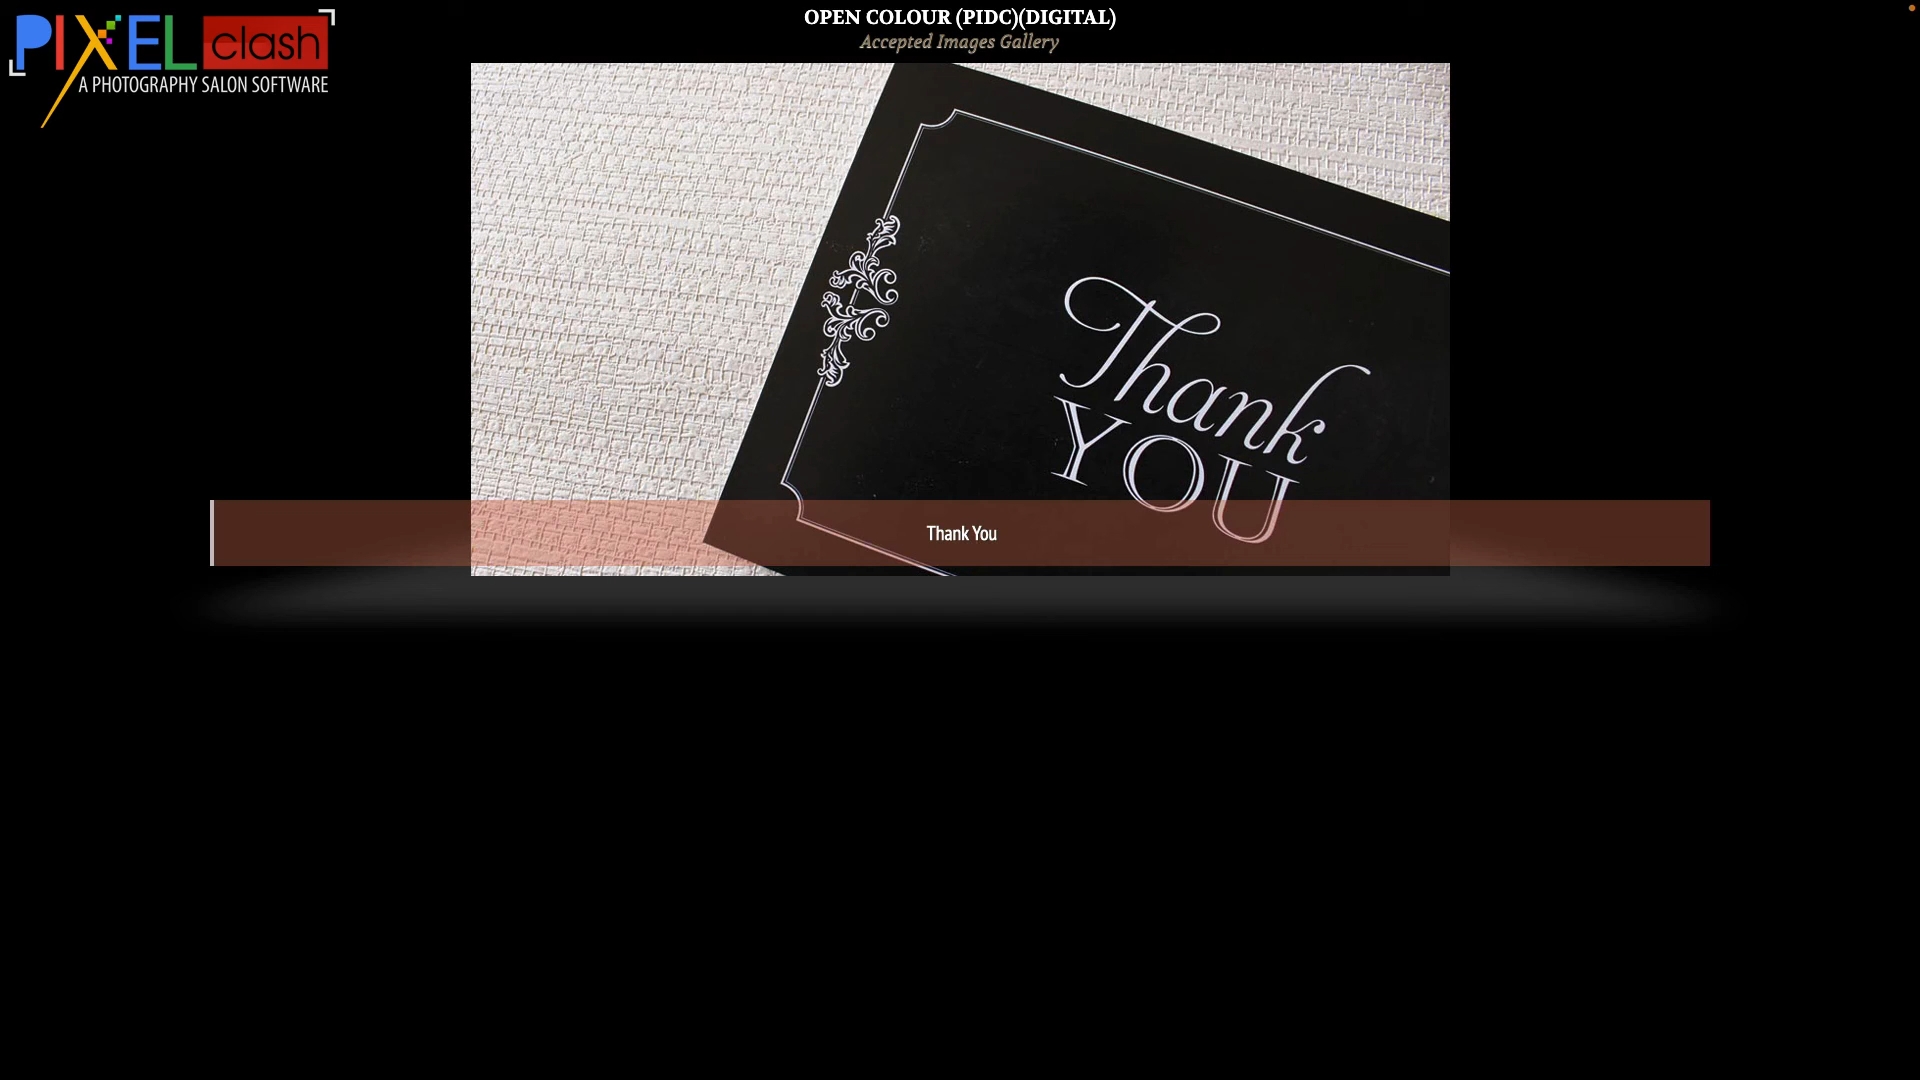 PIXEL clash
A PHOTOGRAPHY SALON SOFTWARE
OPEN COLOUR (PIDC)(DIGITAL)
Accepted Images Gallery
Thank
YOU
Thank You